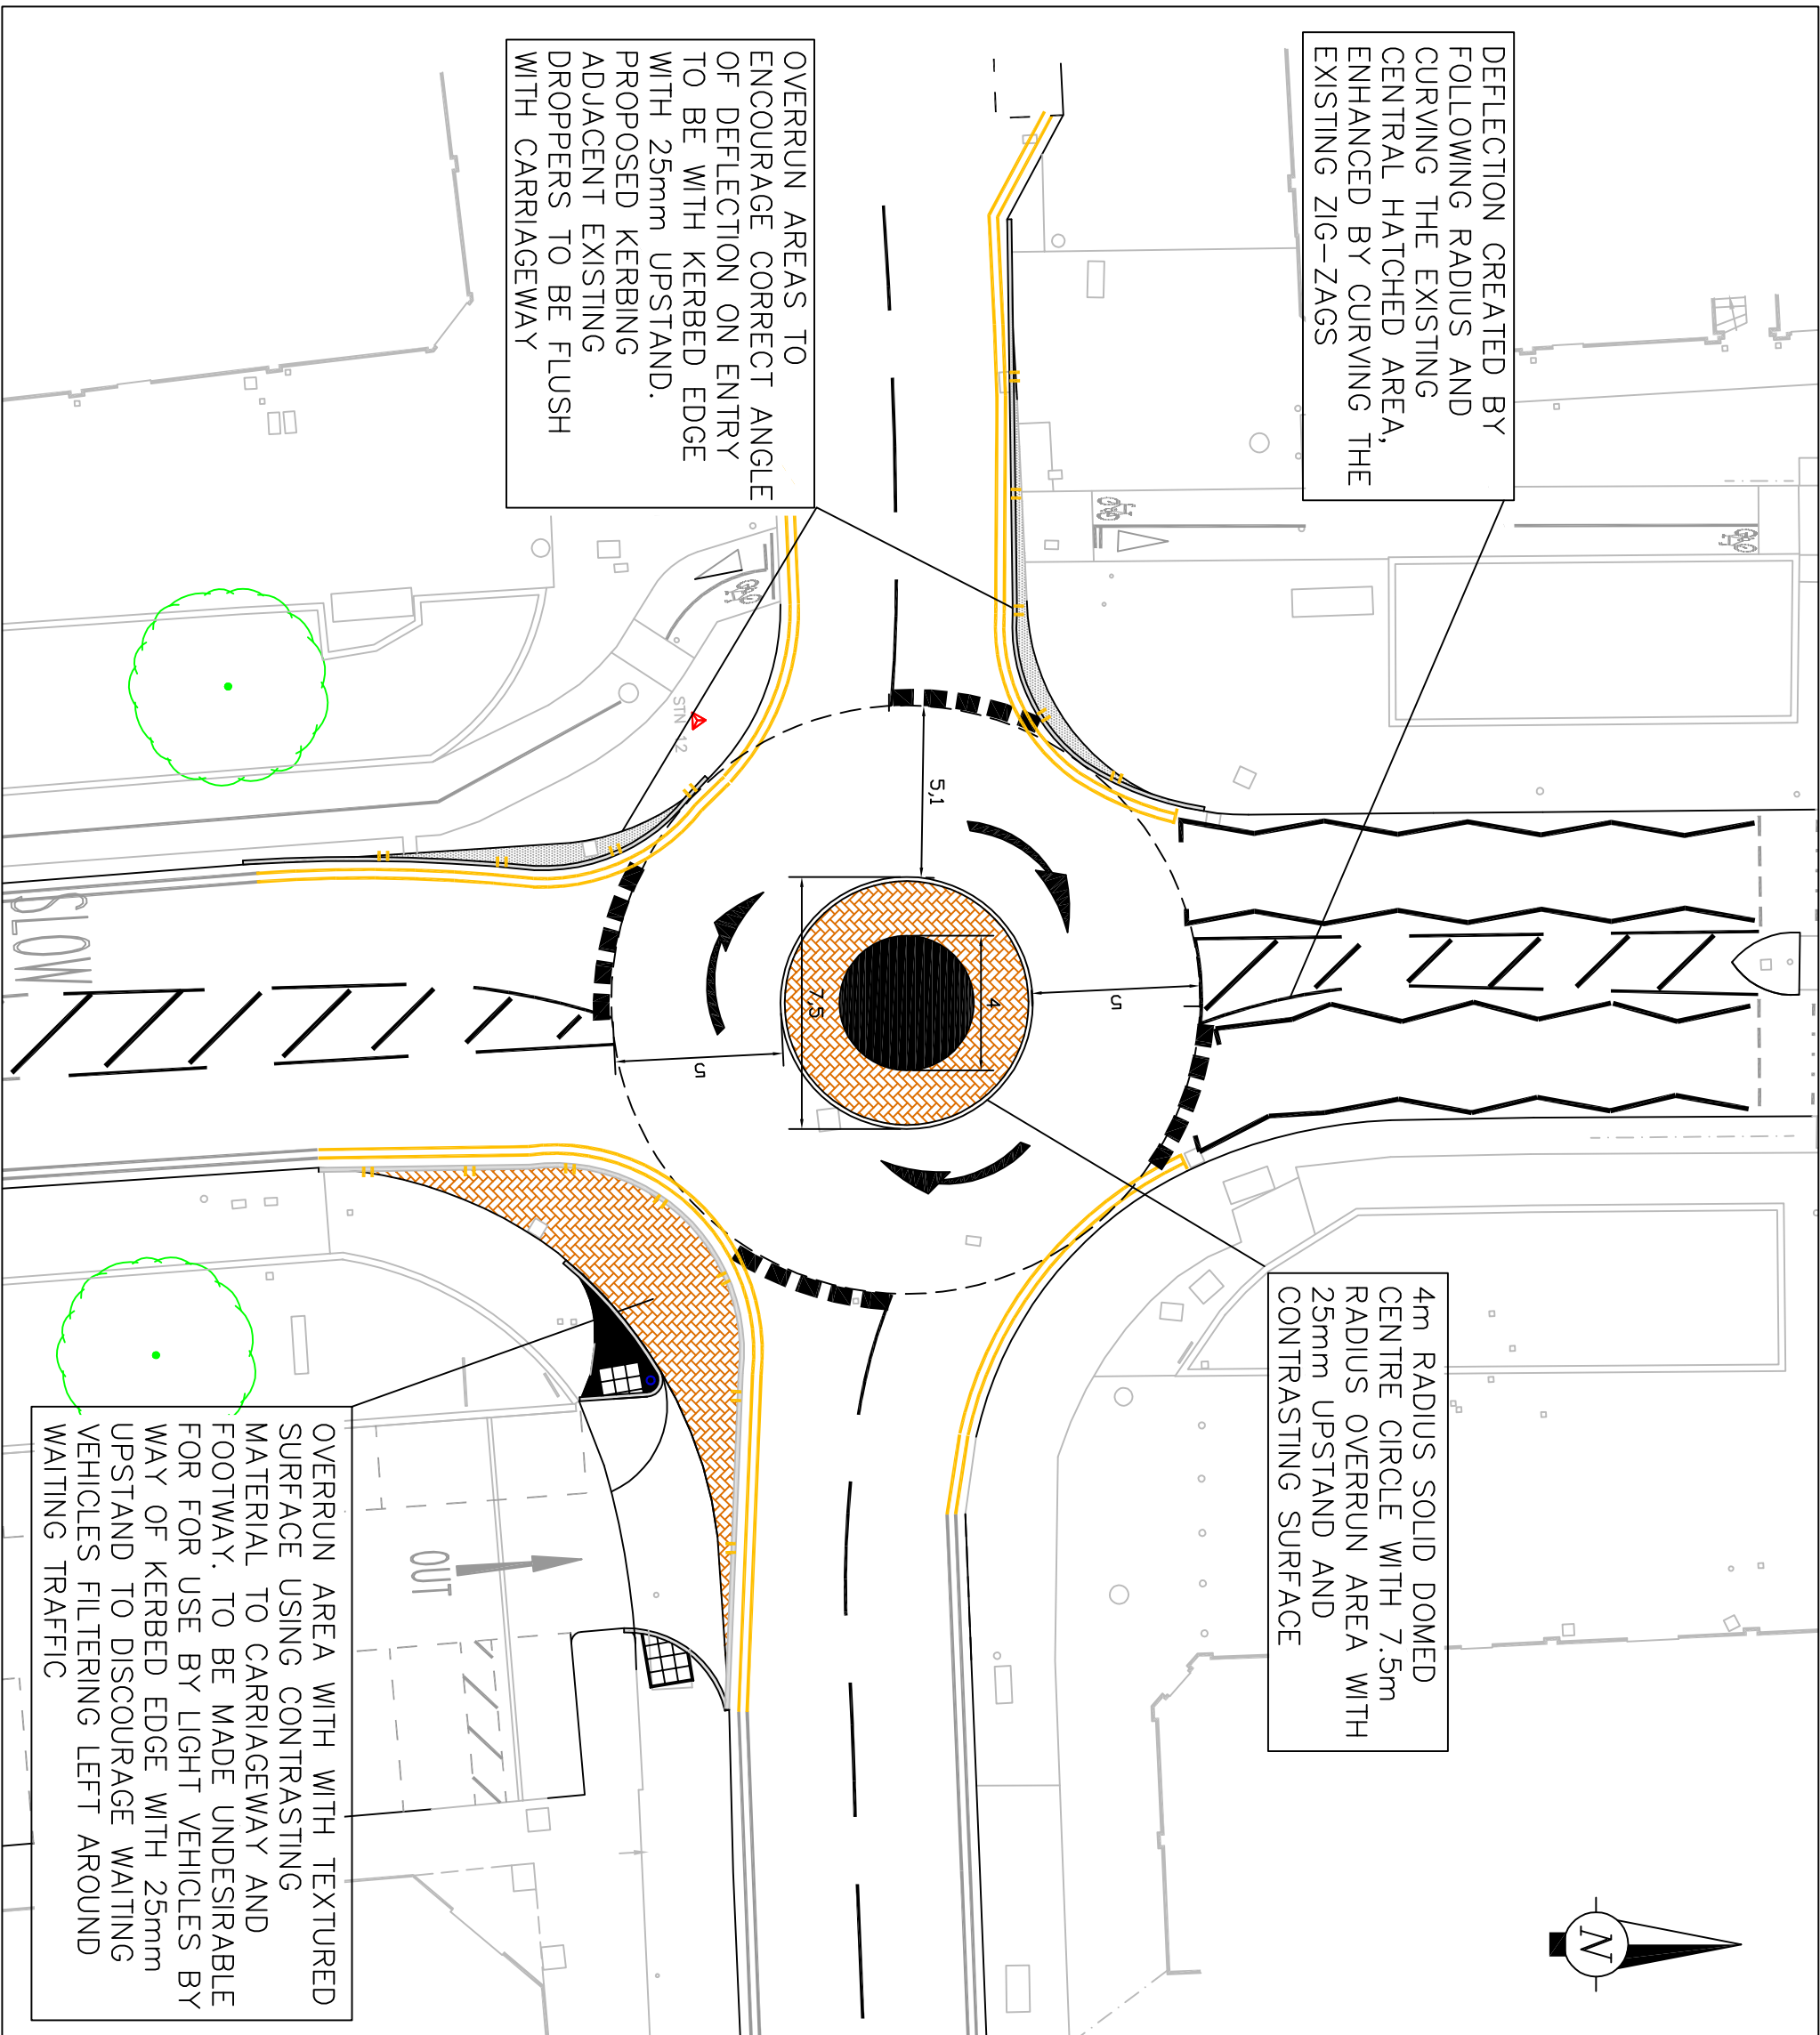 DEFLECTION CREATED BY
FOLLOWING RADIUS AND
CURVING THE EXISTING
CENTRAL HATCHED AREA,
ENHANCED BY CURVING THE
EXISTING ZIG-ZAGS
4m RADIUS SOLID DOMED
CENTRE CIRCLE WITH 7.5m
RADIUS OVERRUN AREA WITH
25mm UPSTAND AND
CONTRASTING SURFACE
N
OVERRUN AREAS TO
ENCOURAGE CORRECT ANGLE
OF DEFLECTION ON ENTRY
TO BE WITH KERBED EDGE
WITH 25mm UPSTAND.
PROPOSED KERBING
ADJACENT EXISTING
DROPPERS TO BE FLUSH
WITH CARRIAGEWAY
5
5,1
4
7,5
5
STN 12
SLOW
OUT
OVERRUN AREA WITH WITH TEXTURED
SURFACE USING CONTRASTING
MATERIAL TO CARRIAGEWAY AND
FOOTWAY. TO BE MADE UNDESIRABLE
FOR FOR USE BY LIGHT VEHICLES BY
WAY OF KERBED EDGE WITH 25mm
UPSTAND TO DISCOURAGE WAITING
VEHICLES FILTERING LEFT AROUND
WAITING TRAFFIC